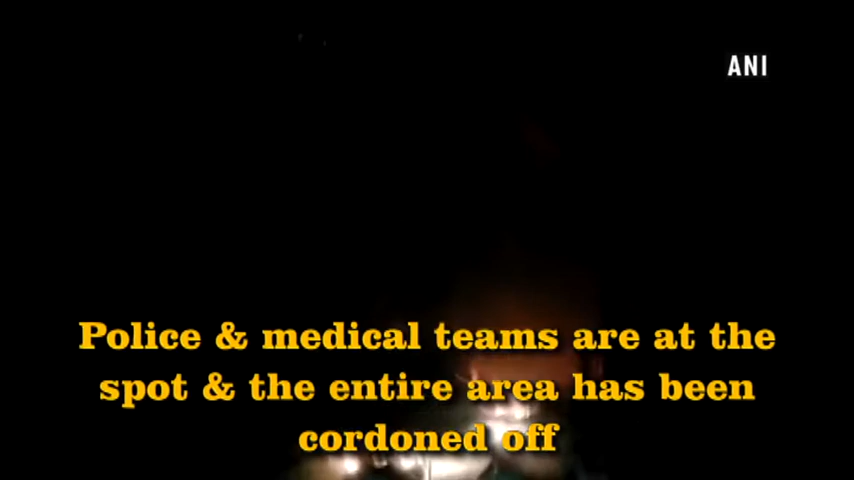 ANI
Police & medical teams are at the
spot & the entire area has been
cordoned off